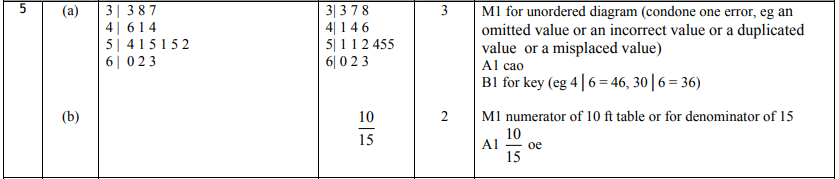 5 (a) 3| 3 8 7 3| 3 7 8 3 M1 for unordered diagram (condone one error, eg an
4| 6 1 4 4| 1 4 6 omitted value or an incorrect value or a duplicated
5| 4 1 5 1 5 2 5| 1 1 2 455 value or a misplaced value)
6| 0 2 3 6| 0 2 3 A1 cao
B1 for key (eg 4 | 6 = 46, 30 | 6 = 36)
(b) 10/15 2 M1 numerator of 10 ft table or for denominator of 15
A1 10/15 oe